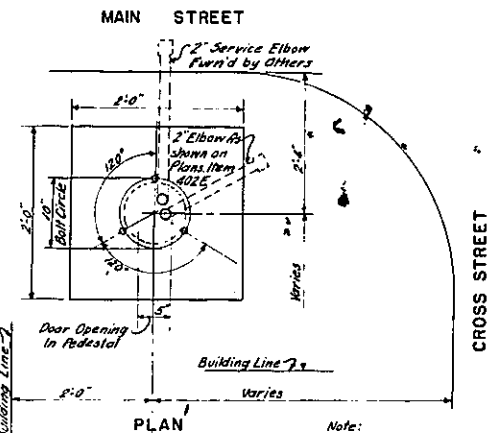 MAIN STREET
2" Service Elbow
Furn'd by Others
2'-0"
2" Elbow As
shown on
Plans. Item
402E
120°
2'-0"
10"
Bolt Circle
120°
Varies
5"
Door Opening
In Pedestal
CROSS STREET
Building Line
Building Line
2'-0"
Varies
PLAN
Note: